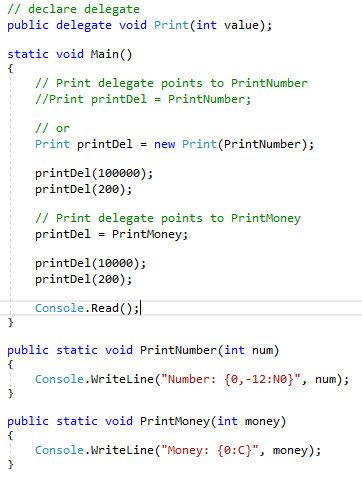 // declare delegate
public delegate void Print(int value);
static void Main()
{
// Print delegate points to PrintNumber
//Print printDel = PrintNumber;
// or
Print printDel = new Print(PrintNumber);
printDel(100000);
printDel(200);
// Print delegate points to PrintMoney
printDel = PrintMoney;
printDel(10000);
printDel(200);
Console.Read();
}
public static void PrintNumber(int num)
{
Console.WriteLine("Number: {0,-12:N0}", num);
}
public static void PrintMoney(int money)
{
Console.WriteLine("Money: {0:C}", money);
}